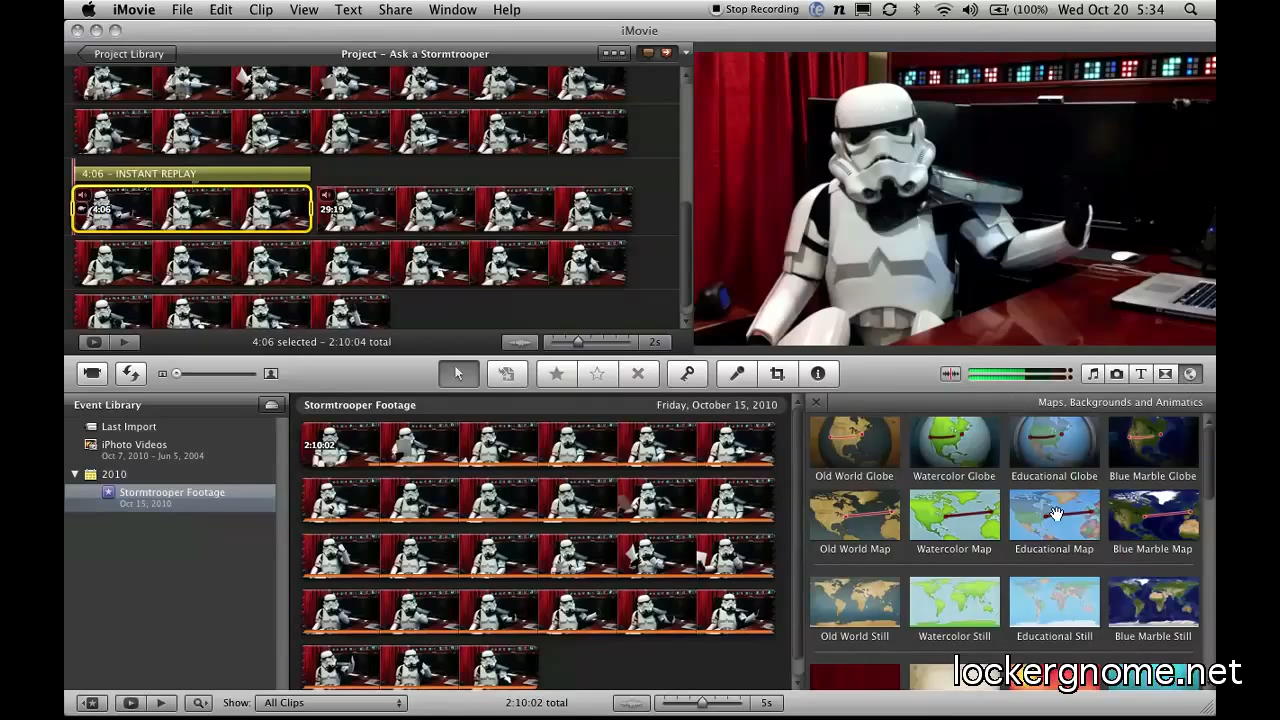 iMovie File Edit Clip View Text Share Window Help Stop Recording (100%) Wed Oct 20 5:34
iMovie
Project Library Project – Ask a Stormtrooper
4:06 – INSTANT REPLAY
4:06 29:19
4:06 selected – 2:10:04 total 2s
Event Library Stormtrooper Footage Friday, October 15, 2010 Maps, Backgrounds and Animatics
Last Import
iPhoto Videos
Oct 7, 2010 – Jun 5, 2004
2010
Stormtrooper Footage
Oct 15, 2010
2:10:02
Old World Globe Watercolor Globe Educational Globe Blue Marble Globe
Old World Map Watercolor Map Educational Map Blue Marble Map
Old World Still Watercolor Still Educational Still Blue Marble Still
lockergnome.net
Show: All Clips 2:10:02 total 5s